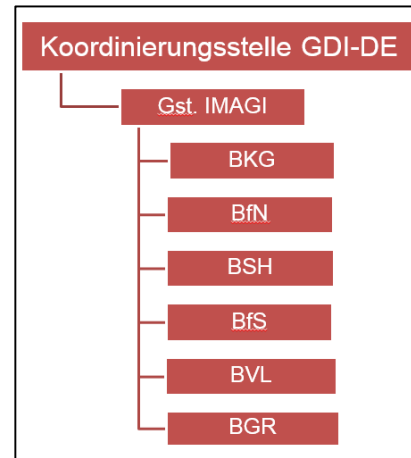 Koordinierungsstelle GDI-DE
Gst. IMAGI
BKG
BfN
BSH
BfS
BVL
BGR